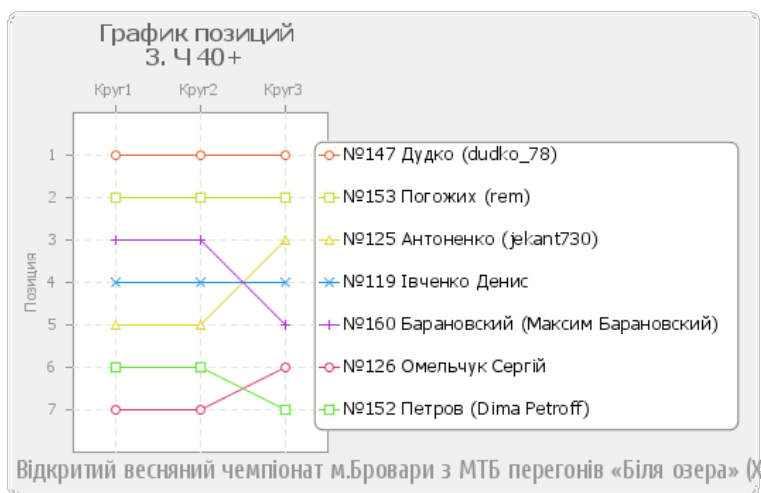 График позиций
3. Ч 40+
Круг1 Круг2 Круг3
Позиция
1
2
3
4
5
6
7
№147 Дудко (dudko_78)
№153 Погожих (rem)
№125 Антоненко (jekant730)
№119 Івченко Денис
№160 Барановский (Максим Барановский)
№126 Омельчук Сергій
№152 Петров (Dima Petroff)
Відкритий весняний чемпіонат м.Бровари з МТБ перегонів «Біля озера» (Х